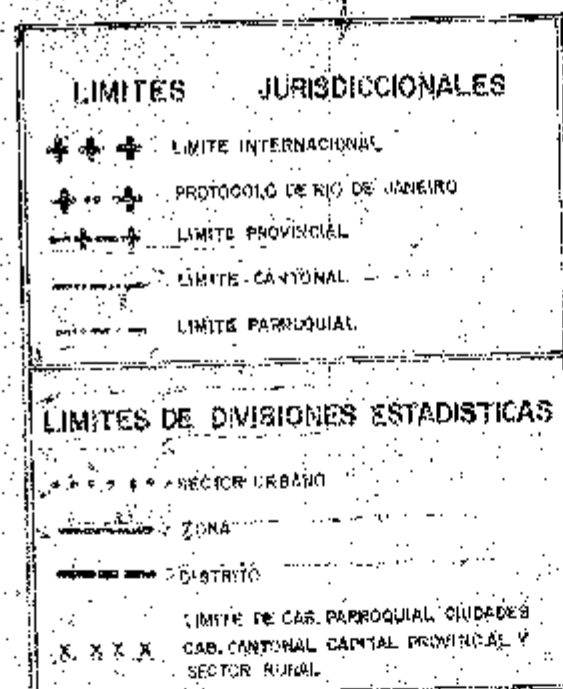 LIMITES JURISDICCIONALES
LIMITE INTERNACIONAL
PROTOCOLO DE RIO DE JANEIRO
LIMITE PROVINCIAL
LIMITE CANTONAL
LIMITE PARROQUIAL
LIMITES DE DIVISIONES ESTADISTICAS
SECTOR URBANO
ZONA
DISTRITO
LIMITE DE CAB. PARROQUIAL CIUDADES
CAB. CANTONAL CAPITAL PROVINCIAL Y
SECTOR RURAL